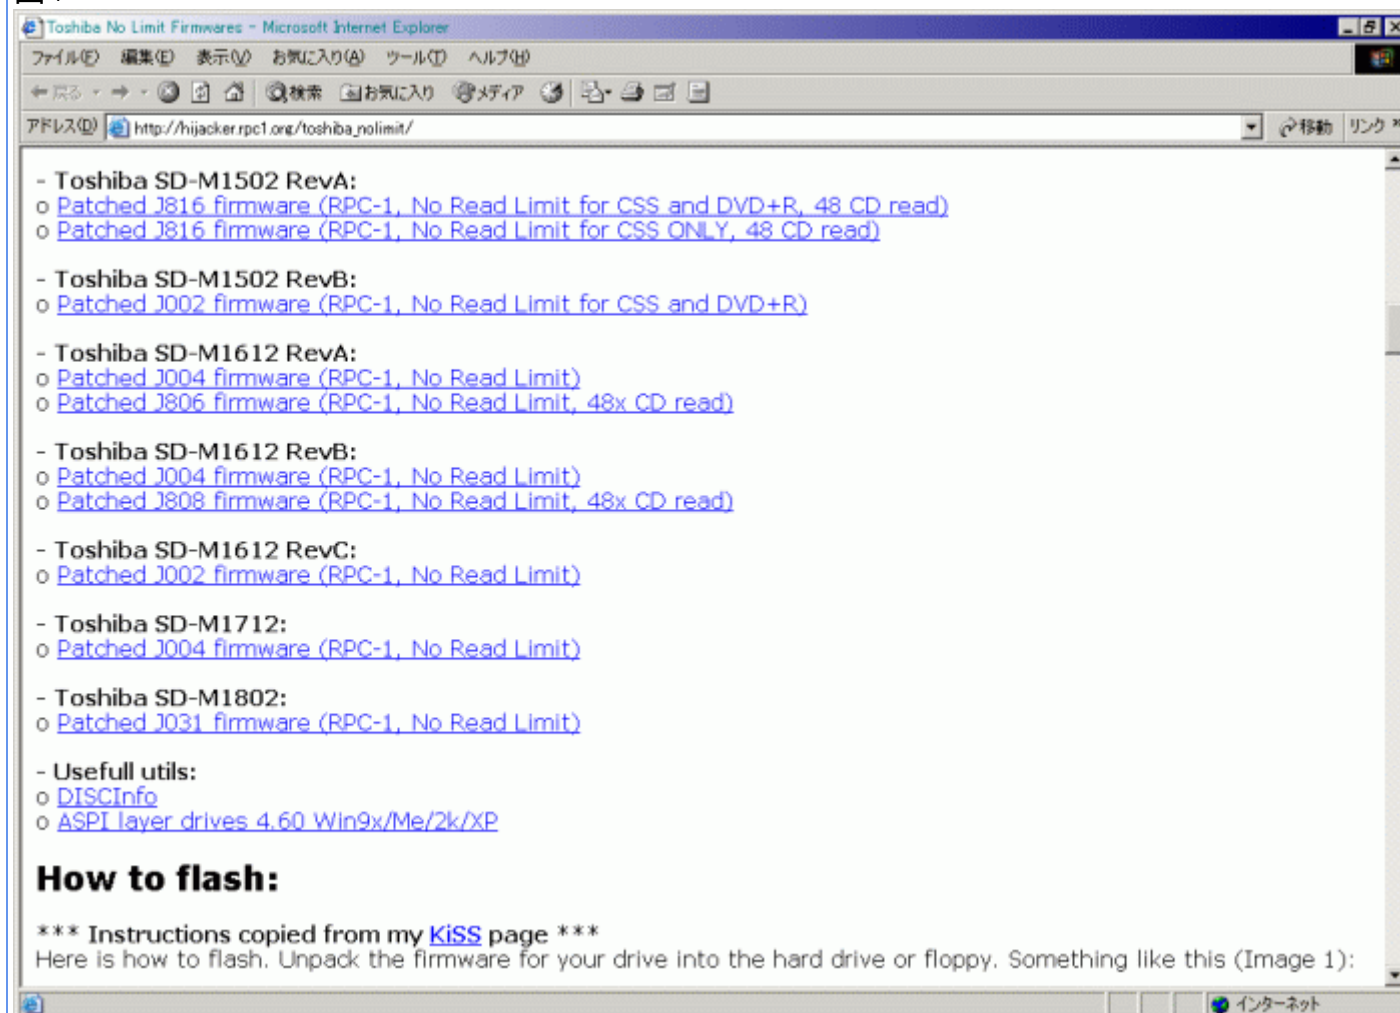 Toshiba No Limit Firmwares - Microsoft Internet Explorer
ファイル(F) 編集(E) 表示(V) お気に入り(A) ツール(T) ヘルプ(H)
戻る 検索 お気に入り メディア
アドレス(D) http://hijacker.rpc1.org/toshiba_nolimit/ 移動 リンク »
- Toshiba SD-M1502 RevA:
o Patched J816 firmware (RPC-1, No Read Limit for CSS and DVD+R, 48 CD read)
o Patched J816 firmware (RPC-1, No Read Limit for CSS ONLY, 48 CD read)
- Toshiba SD-M1502 RevB:
o Patched J002 firmware (RPC-1, No Read Limit for CSS and DVD+R)
- Toshiba SD-M1612 RevA:
o Patched J004 firmware (RPC-1, No Read Limit)
o Patched J806 firmware (RPC-1, No Read Limit, 48x CD read)
- Toshiba SD-M1612 RevB:
o Patched J004 firmware (RPC-1, No Read Limit)
o Patched J808 firmware (RPC-1, No Read Limit, 48x CD read)
- Toshiba SD-M1612 RevC:
o Patched J002 firmware (RPC-1, No Read Limit)
- Toshiba SD-M1712:
o Patched J004 firmware (RPC-1, No Read Limit)
- Toshiba SD-M1802:
o Patched J031 firmware (RPC-1, No Read Limit)
- Usefull utils:
o DISCInfo
o ASPI layer drives 4.60 Win9x/Me/2k/XP
How to flash:
*** Instructions copied from my KiSS page ***
Here is how to flash. Unpack the firmware for your drive into the hard drive or floppy. Something like this (Image 1):
インターネット